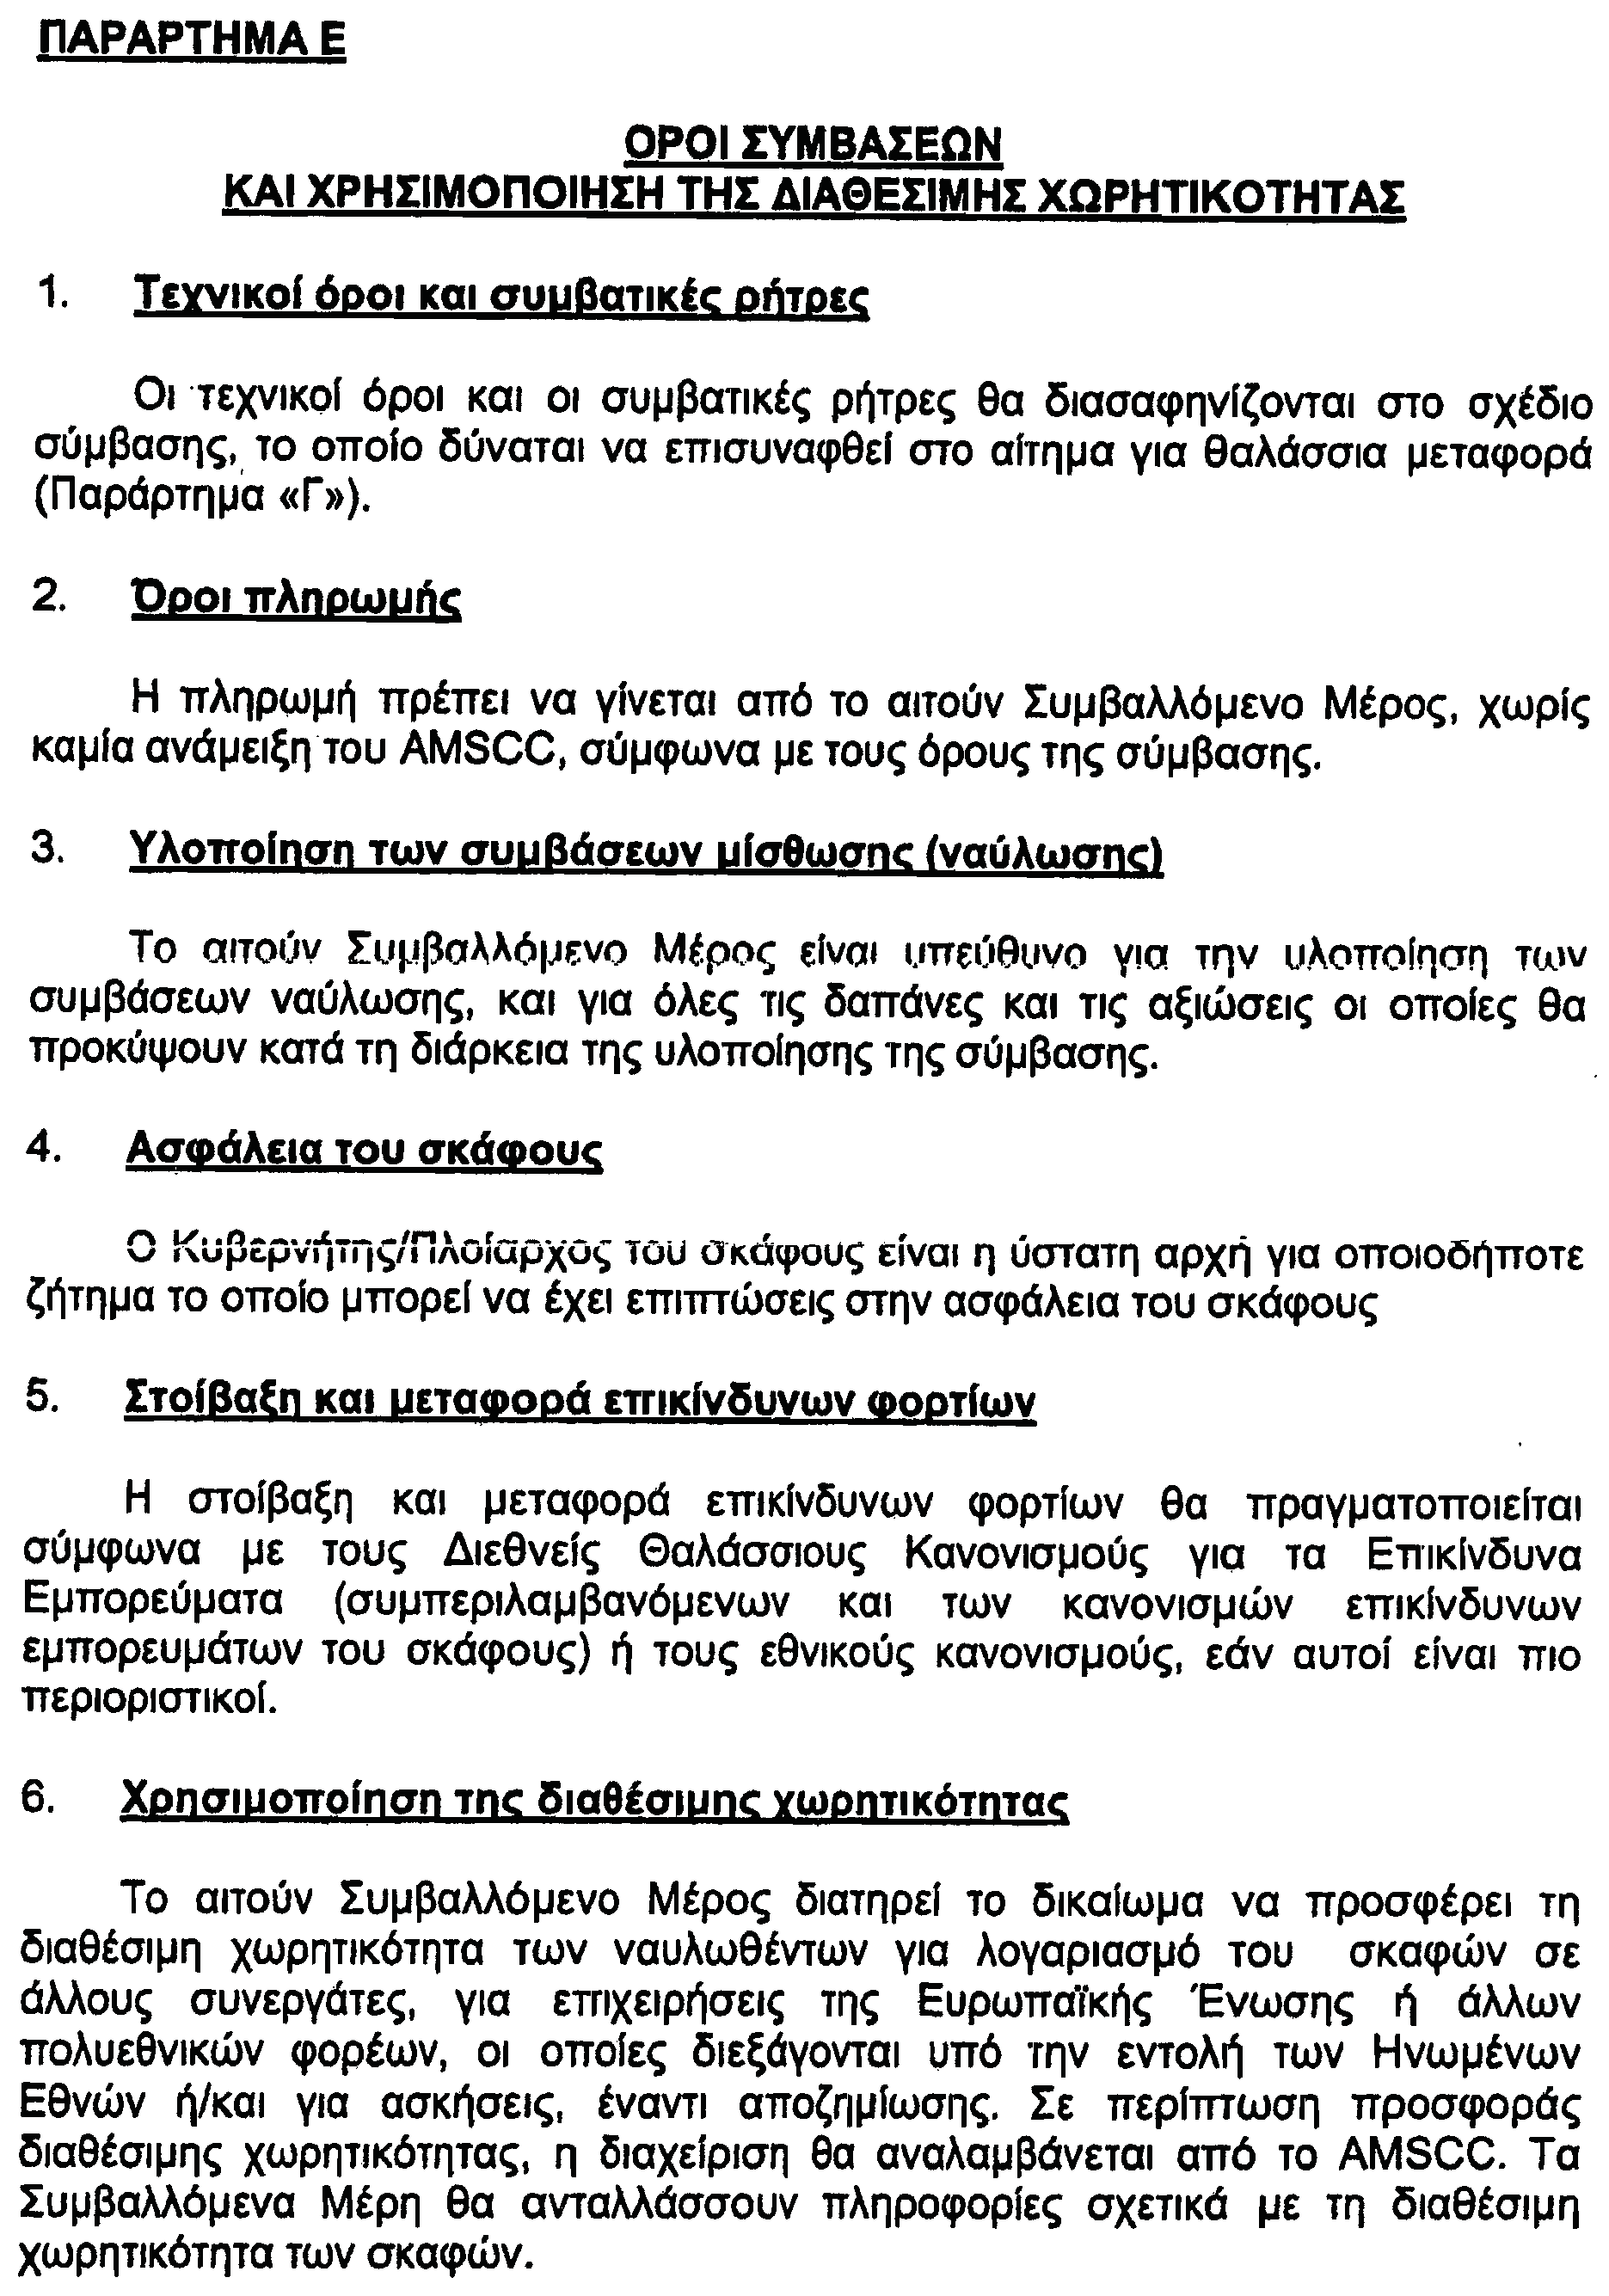 ΠΑΡΑΡΤΗΜΑ Ε
ΟΡΟΙ ΣΥΜΒΑΣΕΩΝ
ΚΑΙ ΧΡΗΣΙΜΟΠΟΙΗΣΗ ΤΗΣ ΔΙΑΘΕΣΙΜΗΣ ΧΩΡΗΤΙΚΟΤΗΤΑΣ
1. Τεχνικοί όροι και συμβατικές ρήτρες
Οι τεχνικοί όροι και οι συμβατικές ρήτρες θα διασαφηνίζονται στο σχέδιο
σύμβασης, το οποίο δύναται να επισυναφθεί στο αίτημα για θαλάσσια μεταφορά
(Παράρτημα «Γ»).
2. Όροι πληρωμής
Η πληρωμή πρέπει να γίνεται από το αιτούν Συμβαλλόμενο Μέρος, χωρίς
καμία ανάμειξη του AMSCC, σύμφωνα με τους όρους της σύμβασης.
3. Υλοποίηση των συμβάσεων μίσθωσης (ναύλωσης)
Το αιτούν Συμβαλλόμενο Μέρος είναι υπεύθυνο για την υλοποίηση των
συμβάσεων ναύλωσης, και για όλες τις δαπάνες και τις αξιώσεις οι οποίες θα
προκύψουν κατά τη διάρκεια της υλοποίησης της σύμβασης.
4. Ασφάλεια του σκάφους
Ο Κυβερνήτης/Πλοίαρχος του σκάφους είναι η ύστατη αρχή για οποιοδήποτε
ζήτημα το οποίο μπορεί να έχει επιπτώσεις στην ασφάλεια του σκάφους
5. Στοίβαξη και μεταφορά επικίνδυνων φορτίων
Η στοίβαξη και μεταφορά επικίνδυνων φορτίων θα πραγματοποιείται
σύμφωνα με τους Διεθνείς Θαλάσσιους Κανονισμούς για τα Επικίνδυνα
Εμπορεύματα (συμπεριλαμβανόμενων και των κανονισμών επικίνδυνων
εμπορευμάτων του σκάφους) ή τους εθνικούς κανονισμούς, εάν αυτοί είναι πιο
περιοριστικοί.
6. Χρησιμοποίηση της διαθέσιμης χωρητικότητας
Το αιτούν Συμβαλλόμενο Μέρος διατηρεί το δικαίωμα να προσφέρει τη
διαθέσιμη χωρητικότητα των ναυλωθέντων για λογαριασμό του σκαφών σε
άλλους συνεργάτες, για επιχειρήσεις της Ευρωπαϊκής Ένωσης ή άλλων
πολυεθνικών φορέων, οι οποίες διεξάγονται υπό την εντολή των Ηνωμένων
Εθνών ή/και για ασκήσεις, έναντι αποζημίωσης. Σε περίπτωση προσφοράς
διαθέσιμης χωρητικότητας, η διαχείριση θα αναλαμβάνεται από το AMSCC. Τα
Συμβαλλόμενα Μέρη θα ανταλλάσσουν πληροφορίες σχετικά με τη διαθέσιμη
χωρητικότητα των σκαφών.